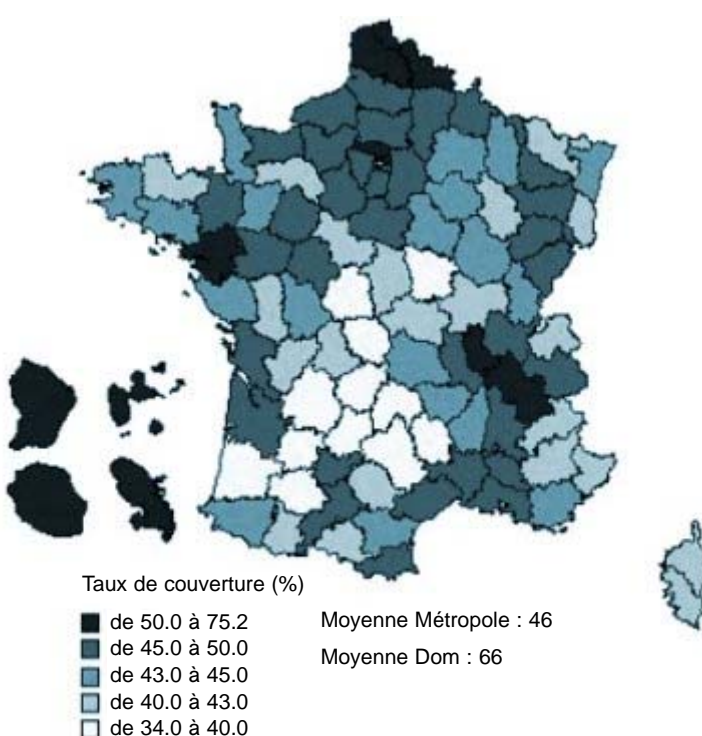 Taux de couverture (%)
de 50.0 à 75.2
de 45.0 à 50.0
de 43.0 à 45.0
de 40.0 à 43.0
de 34.0 à 40.0
Moyenne Métropole : 46
Moyenne Dom : 66